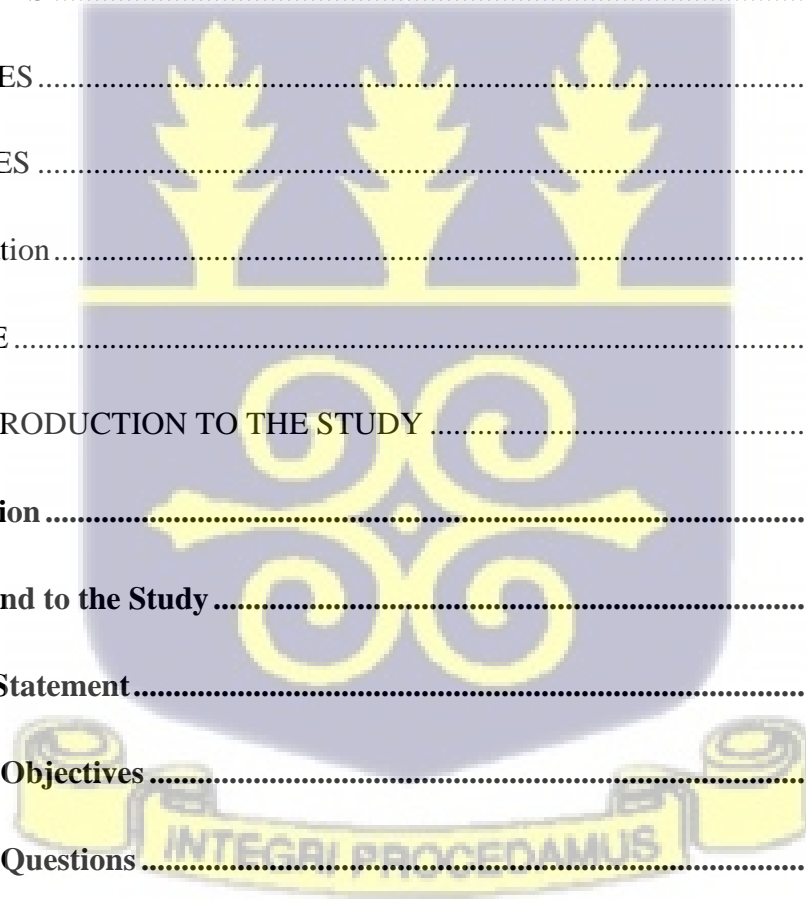 ES ........................................................................
ES ........................................................................
tion ......................................................................
E .........................................................................
RODUCTION TO THE STUDY ....................................
ion .......................................................................
nd to the Study ........................................................
Statement ...............................................................
Objectives ..............................................................
Questions ...............................................................
INTEGRI PROCEDAMUS